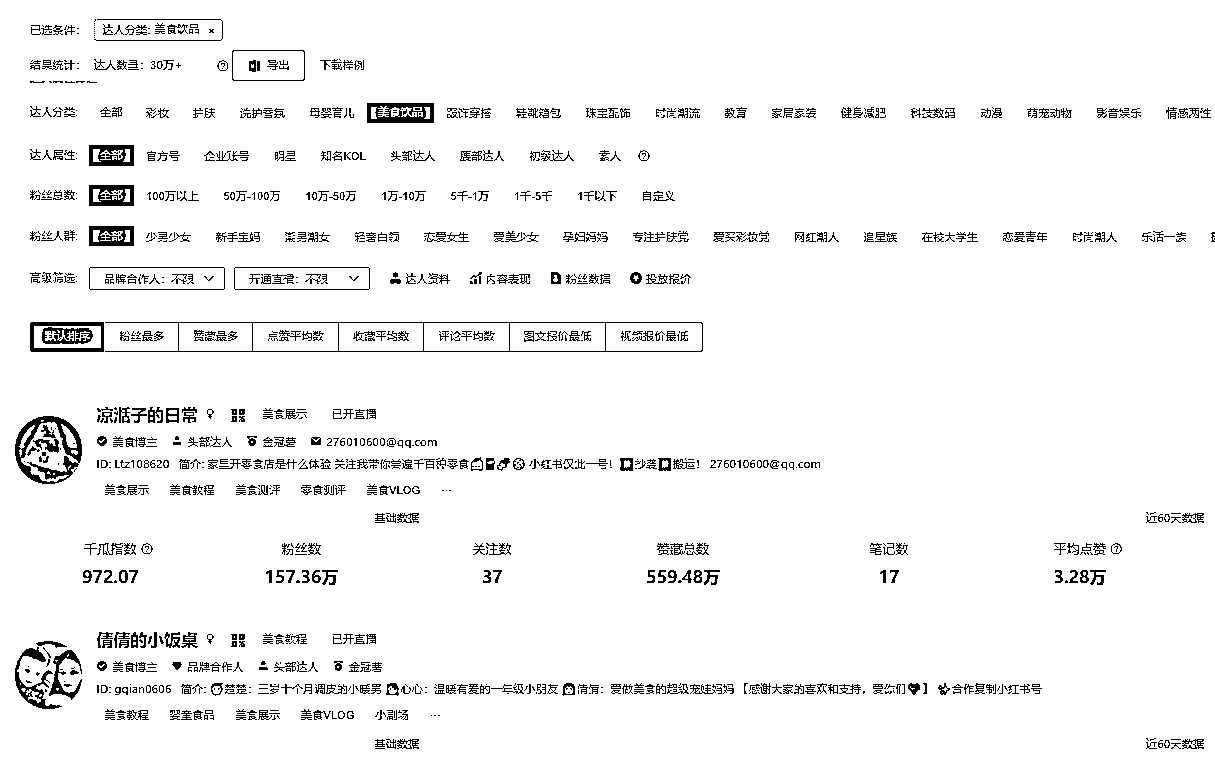 已选条件： 达人分类: 美食饮品 ×
结果统计： 达人数量：30万+ 导出 下载样例
达人分类: 全部 彩妆 护肤 洗护香氛 母婴育儿 【美食饮品】 服饰穿搭 鞋靴箱包 珠宝配饰 时尚潮流 教育 家居家装 健身减肥 科技数码 动漫 萌宠动物 影音娱乐 情感两性
达人属性: 【全部】 官方号 企业账号 明星 知名KOL 头部达人 腰部达人 初级达人 素人
粉丝总数: 【全部】 100万以上 50万-100万 10万-50万 1万-10万 5千-1万 1千-5千 1千以下 自定义
粉丝人群: 【全部】 少男少女 新手宝妈 潮男潮女 轻奢白领 恋爱女生 爱美少女 孕妇妈妈 专注护肤党 爱买彩妆党 网红潮人 追星族 在校大学生 恋爱青年 时尚潮人 乐活一族
高级筛选: 品牌合作人：不限 开通直播：不限 达人资料 内容表现 粉丝数据 投放报价
默认排序 粉丝最多 赞藏最多 点赞平均数 收藏平均数 评论平均数 图文报价最低 视频报价最低
美食展示 已开直播
美食博主 头部达人 金冠薯 276010600@qq.com
ID: Ltz108620 简介: 家里开零食店是什么体验 关注我带你尝遍千百种零食 小红书仅此一号！ 抄袭 搬运！ 276010600@qq.com
美食展示 美食教程 美食测评 零食测评 美食VLOG ···
基础数据 近60天数据
千瓜指数 粉丝数 关注数 赞藏总数 笔记数 平均点赞
972.07 157.36万 37 559.48万 17 3.28万
倩倩的小饭桌 美食教程 已开直播
美食博主 品牌合作人 头部达人 金冠薯
ID: gqian0606 简介: 楚楚：三岁十个月调皮的小暖男 心心：温暖有爱的一年级小朋友 倩倩：爱做美食的超级宠娃妈妈 【感谢大家的喜欢和支持，爱你们】 合作复制小红书号
美食教程 婴童食品 美食展示 美食VLOG 小剧场 ···
基础数据 近60天数据